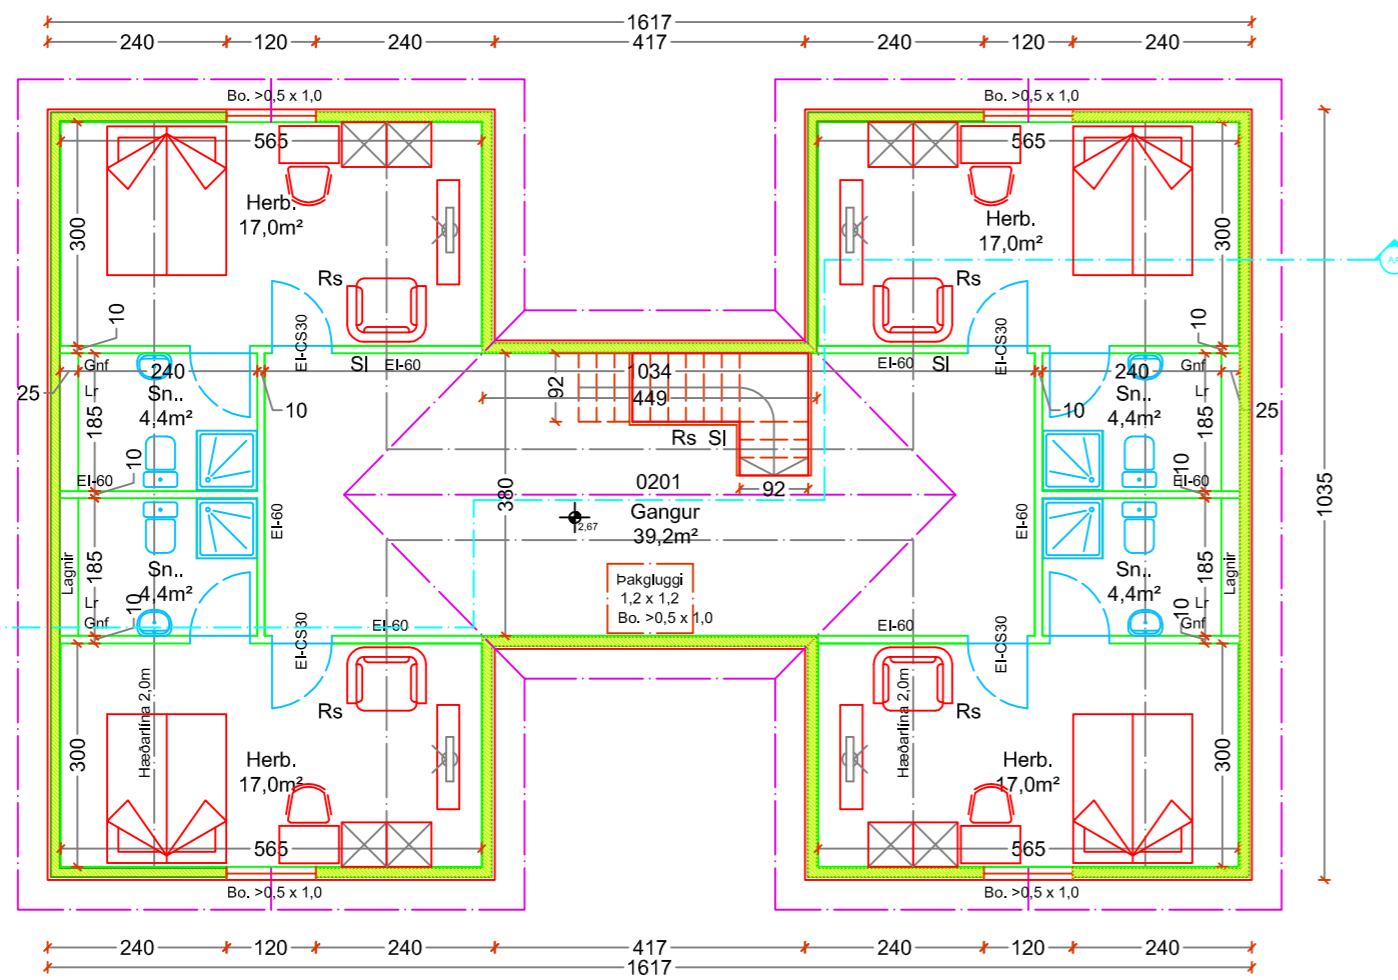 1617
240 120 240 417 240 120 240
Bo. >0,5 x 1,0
Bo. >0,5 x 1,0
565
565
Herb.
17,0m²
Herb.
17,0m²
300
300
Rs
Rs
10
10
EI-CS30
EI-CS30
Sl
EI-60
EI-60
Sl
Gnf
240
1034
240
Gnf
25
10
92
449
10
25
Lr
Sn..
4,4m²
Sn..
4,4m²
Lr
185
185
Rs Sl
10
EI-60
10
EI-60
92
0201
Gangur
39,2m²
2,67
380
EI-60
EI-60
1035
Lagnir
185
Sn..
4,4m²
Lr
Gnf
10
Þakgluggi
1,2 x 1,2
Bo. >0,5 x 1,0
Sn..
4,4m²
185
Lagnir
Lr
Gnf
10
EI-CS30
EI-60
EI-60
EI-CS30
Hæðarlína 2,0m
Rs
Hæðarlína 2,0m
Rs
300
Herb.
17,0m²
Herb.
17,0m²
300
565
565
Bo. >0,5 x 1,0
Bo. >0,5 x 1,0
240 120 240 417 240 120 240
1617